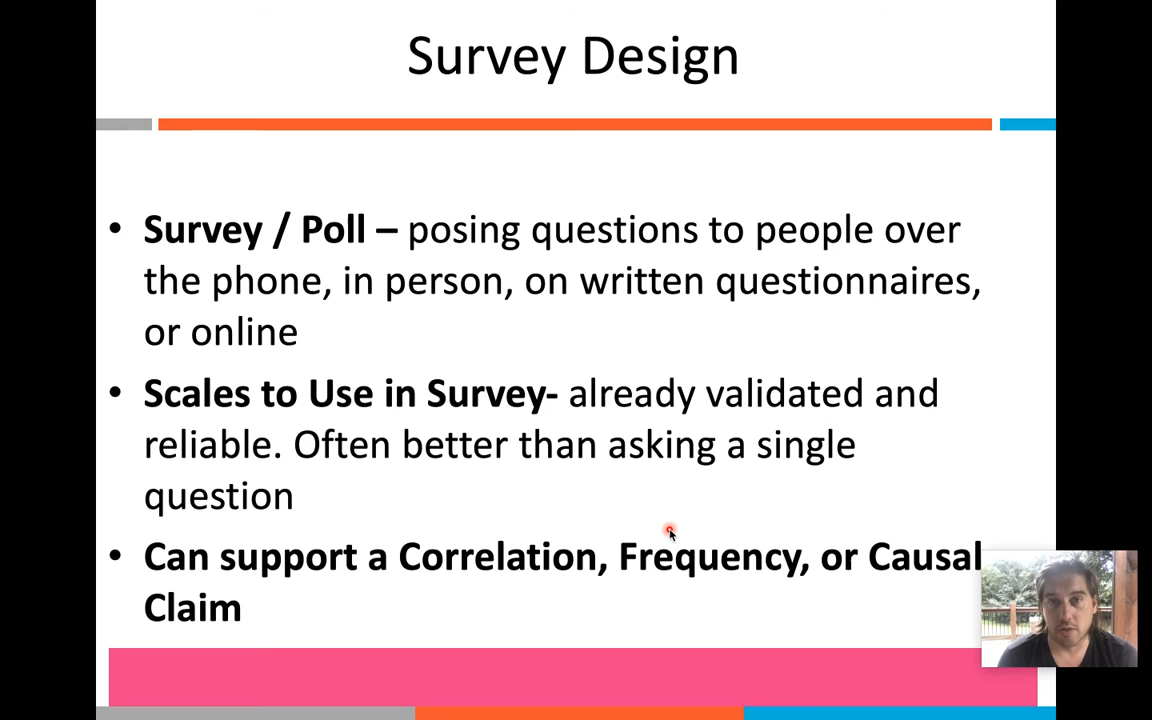 Survey Design
• Survey / Poll – posing questions to people over
the phone, in person, on written questionnaires,
or online
• Scales to Use in Survey- already validated and
reliable. Often better than asking a single
question
• Can support a Correlation, Frequency, or Causal
Claim